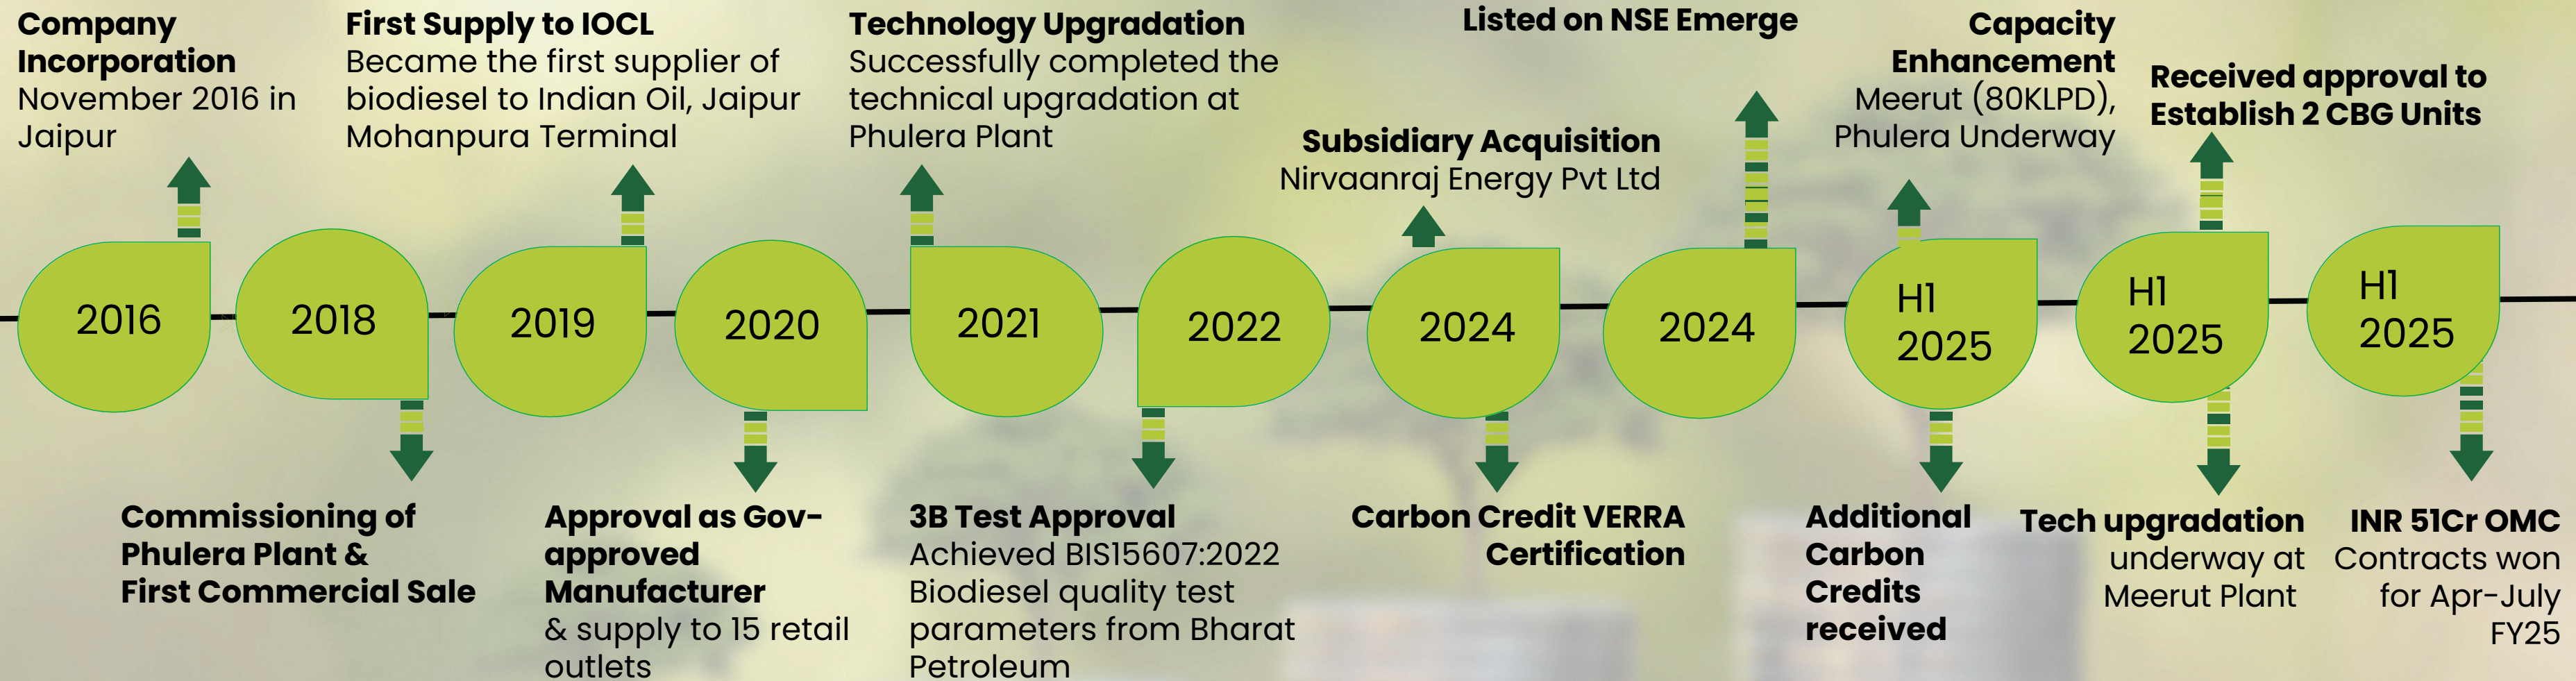 Company
Incorporation
November 2016 in
Jaipur
First Supply to IOCL
Became the first supplier of
biodiesel to Indian Oil, Jaipur
Mohanpura Terminal
Technology Upgradation
Successfully completed the
technical upgradation at
Phulera Plant
Subsidiary Acquisition
Nirvaanraj Energy Pvt Ltd
Listed on NSE Emerge
Capacity
Enhancement
Meerut (80KLPD),
Phulera Underway
Received approval to
Establish 2 CBG Units
2016
2018
2019
2020
2021
2022
2024
2024
H1
2025
H1
2025
H1
2025
Commissioning of
Phulera Plant &
First Commercial Sale
Approval as Gov-
approved
Manufacturer
& supply to 15 retail
outlets
3B Test Approval
Achieved BIS15607:2022
Biodiesel quality test
parameters from Bharat
Petroleum
Carbon Credit VERRA
Certification
Additional
Carbon
Credits
received
Tech upgradation
underway at
Meerut Plant
INR 51Cr OMC
Contracts won
for Apr-July
FY25